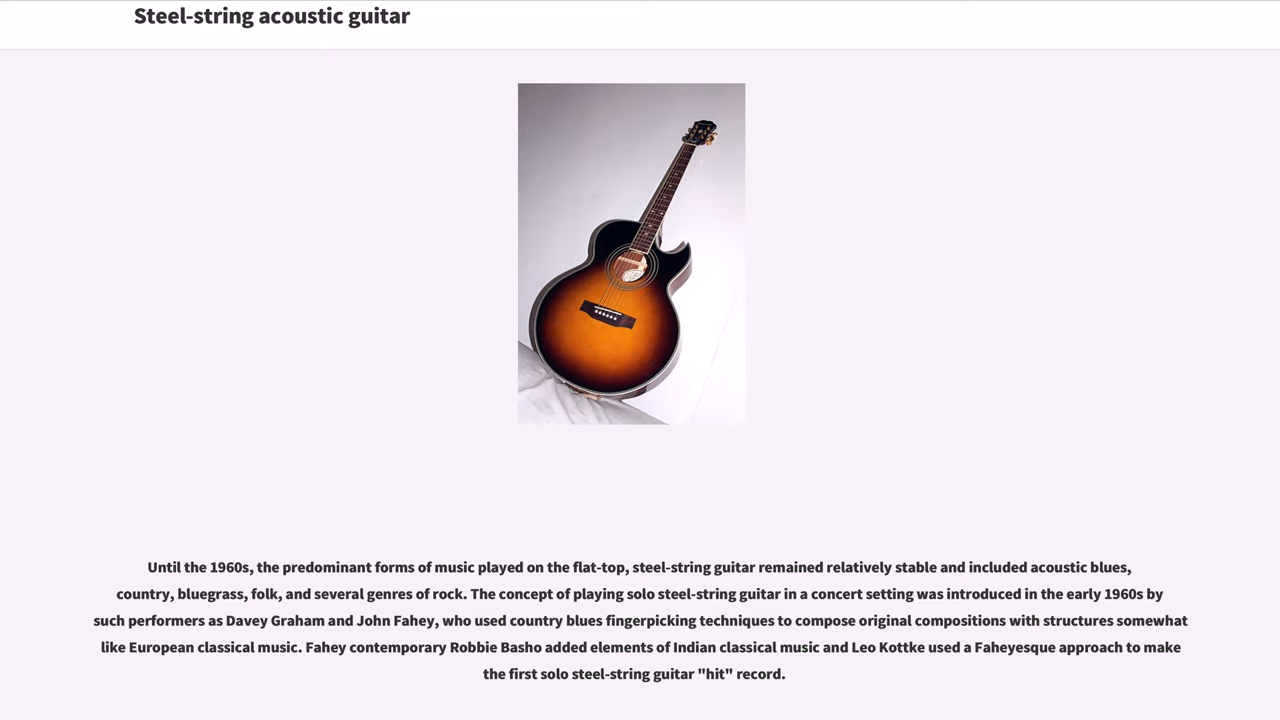 Steel-string acoustic guitar
Until the 1960s, the predominant forms of music played on the flat-top, steel-string guitar remained relatively stable and included acoustic blues,
country, bluegrass, folk, and several genres of rock. The concept of playing solo steel-string guitar in a concert setting was introduced in the early 1960s by
such performers as Davey Graham and John Fahey, who used country blues fingerpicking techniques to compose original compositions with structures somewhat
like European classical music. Fahey contemporary Robbie Basho added elements of Indian classical music and Leo Kottke used a Faheyesque approach to make
the first solo steel-string guitar "hit" record.